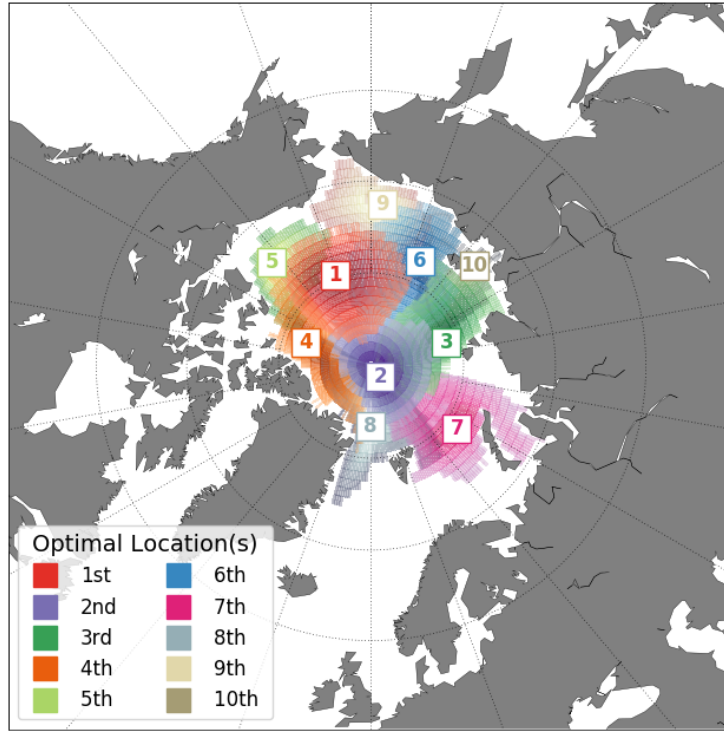 9
5
1
6
10
4
3
2
8
7
Optimal Location(s)
1st
6th
2nd
7th
3rd
8th
4th
9th
5th
10th